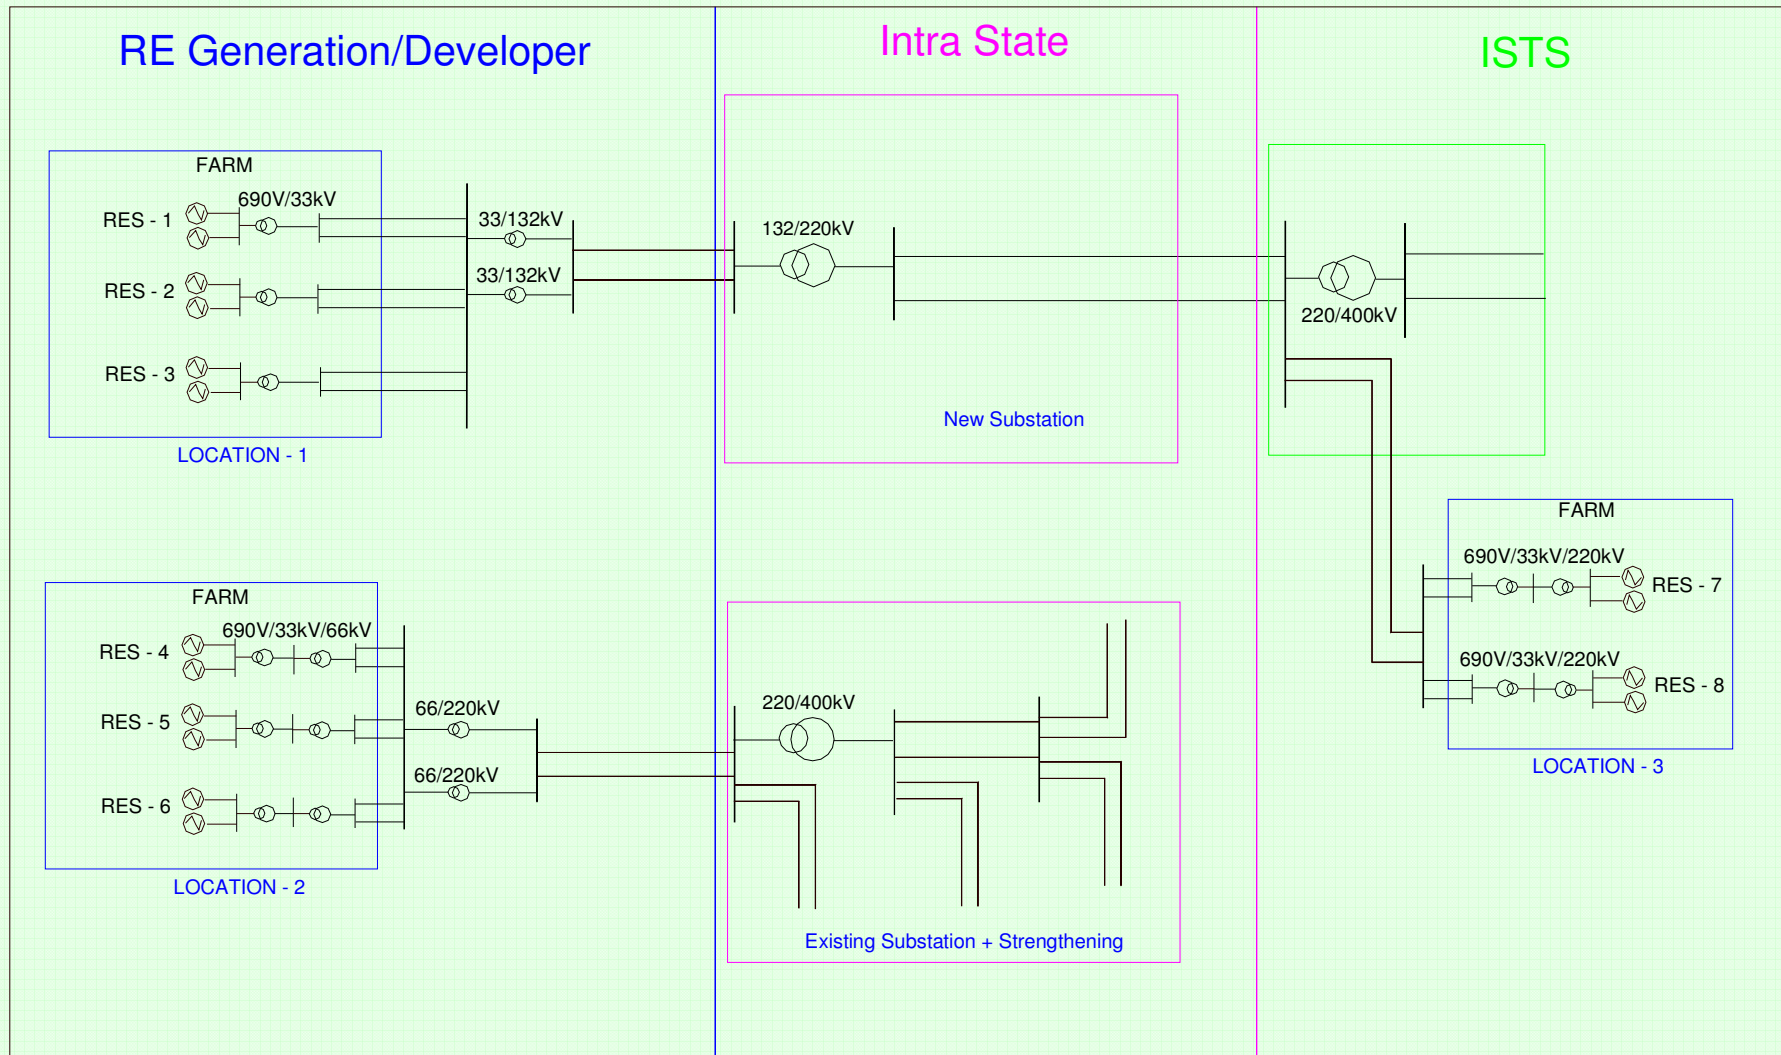 RE Generation/Developer
Intra State
ISTS
FARM
690V/33kV
RES - 1
RES - 2
RES - 3
33/132kV
33/132kV
LOCATION - 1
132/220kV
New Substation
220/400kV
FARM
690V/33kV/66kV
RES - 4
RES - 5
RES - 6
66/220kV
66/220kV
LOCATION - 2
220/400kV
Existing Substation + Strengthening
FARM
690V/33kV/220kV
RES - 7
690V/33kV/220kV
RES - 8
LOCATION - 3